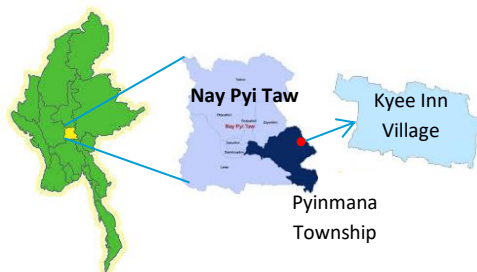 Nay Pyi Taw
Nay Pyi Taw
Kyee Inn
Village
Pyinmana
Township